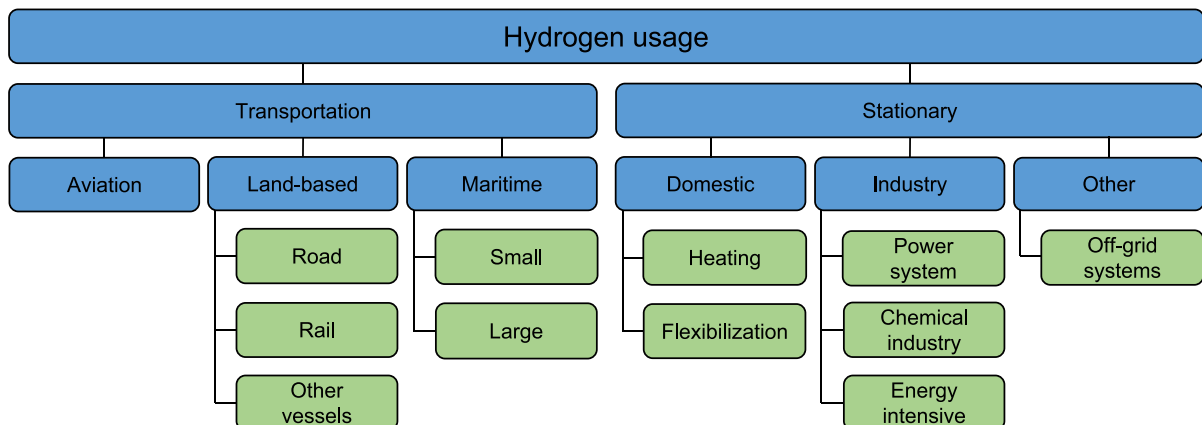 Hydrogen usage
Transportation
Stationary
Aviation
Land-based
Maritime
Domestic
Industry
Other
Road
Small
Heating
Power
system
Off-grid
systems
Rail
Large
Flexibilization
Chemical
industry
Other
vessels
Energy
intensive